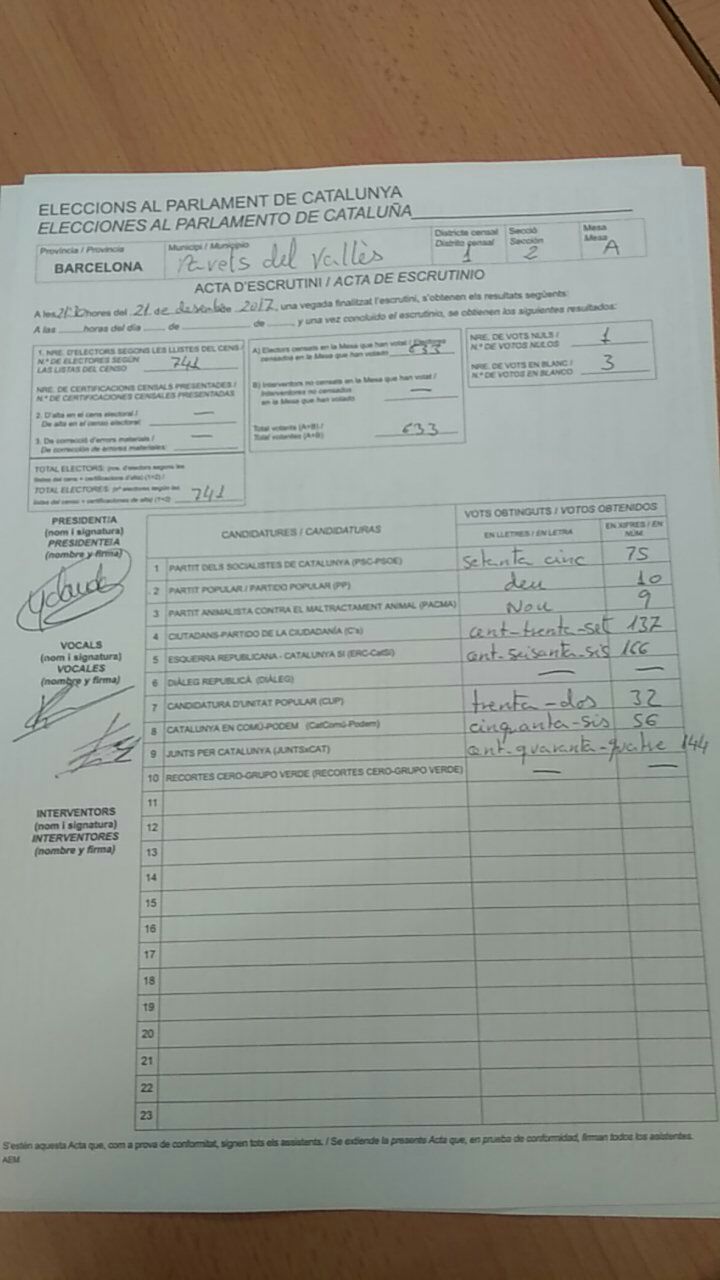 ELECCIONS AL PARLAMENT DE CATALUNYA
ELECCIONES AL PARLAMENTO DE CATALUÑA
Província / Provincia
BARCELONA
Municipi / Municipio
del Vallès
Districte censal
Distrito censal
1
Secció
Sección
2
Mesa
Mesa
A
ACTA D'ESCRUTINI / ACTA DE ESCRUTINIO
A les 21:30 hores del 21 de desembre 2017, una vegada finalitzat l'escrutini, s'obtenen els resultats següents:
A las ____ horas del día ____ de ____ de ____, y una vez concluido el escrutinio, se obtienen los siguientes resultados:
1. NRE. D'ELECTORS SEGONS LES LLISTES DEL CENS /
N.º DE ELECTORES SEGÚN
LAS LISTAS DEL CENSO 741
NRE. DE CERTIFICACIONS CENSALS PRESENTADES /
N.º DE CERTIFICACIONES CENSALES PRESENTADAS
2. D'alta en el cens electoral / —
De alta en el censo electoral:
3. De correcció d'errors materials / —
De corrección de errores materiales:
TOTAL ELECTORS: (nre. d'electors segons les
llistes del cens + certificacions d'alta) (1+2) /
TOTAL ELECTORES: (nº electores según las
listas del censo + certificaciones de alta) (1+2) 741
A) Electors censats en la Mesa que han votat / Electores
censados en la Mesa que han votado 633
B) Interventors no censats en la Mesa que han votat /
Interventores no censados
en la Mesa que han votado —
Total votants (A+B) /
Total votantes (A+B) 633
NRE. DE VOTS NULS /
N.º DE VOTOS NULOS 1
NRE. DE VOTS EN BLANC /
N.º DE VOTOS EN BLANCO 3
PRESIDENT/A
(nom i signatura)
PRESIDENTE/A
(nombre y firma)
VOCALS
(nom i signatura)
VOCALES
(nombre y firma)
INTERVENTORS
(nom i signatura)
INTERVENTORES
(nombre y firma)
CANDIDATURES / CANDIDATURAS
VOTS OBTINGUTS / VOTOS OBTENIDOS
EN LLETRES / EN LETRA
EN XIFRES / EN NÚM.
1 PARTIT DELS SOCIALISTES DE CATALUNYA (PSC-PSOE) setanta cinc 75
2 PARTIT POPULAR / PARTIDO POPULAR (PP) deu 10
3 PARTIT ANIMALISTA CONTRA EL MALTRACTAMENT ANIMAL (PACMA) Nou 9
4 CIUTADANS-PARTIDO DE LA CIUDADANÍA (C's) cent-trenta-set 137
5 ESQUERRA REPUBLICANA - CATALUNYA SÍ (ERC-CatSí) cent-seisanta-sis 166
6 DIÀLEG REPUBLICÀ (DIÀLEG) — —
7 CANDIDATURA D'UNITAT POPULAR (CUP) trenta-dos 32
8 CATALUNYA EN COMÚ-PODEM (CatComú-Podem) cinquanta-sis 56
9 JUNTS PER CATALUNYA (JUNTSxCAT) cent-quaranta-quatre 144
10 RECORTES CERO-GRUPO VERDE (RECORTES CERO-GRUPO VERDE) — —
11
12
13
14
15
16
17
18
19
20
21
22
23
S'estén aquesta Acta que, com a prova de conformitat, signen tots els assistents. / Se extiende la presente Acta que, en prueba de conformidad, firman todos los asistentes.
AEM